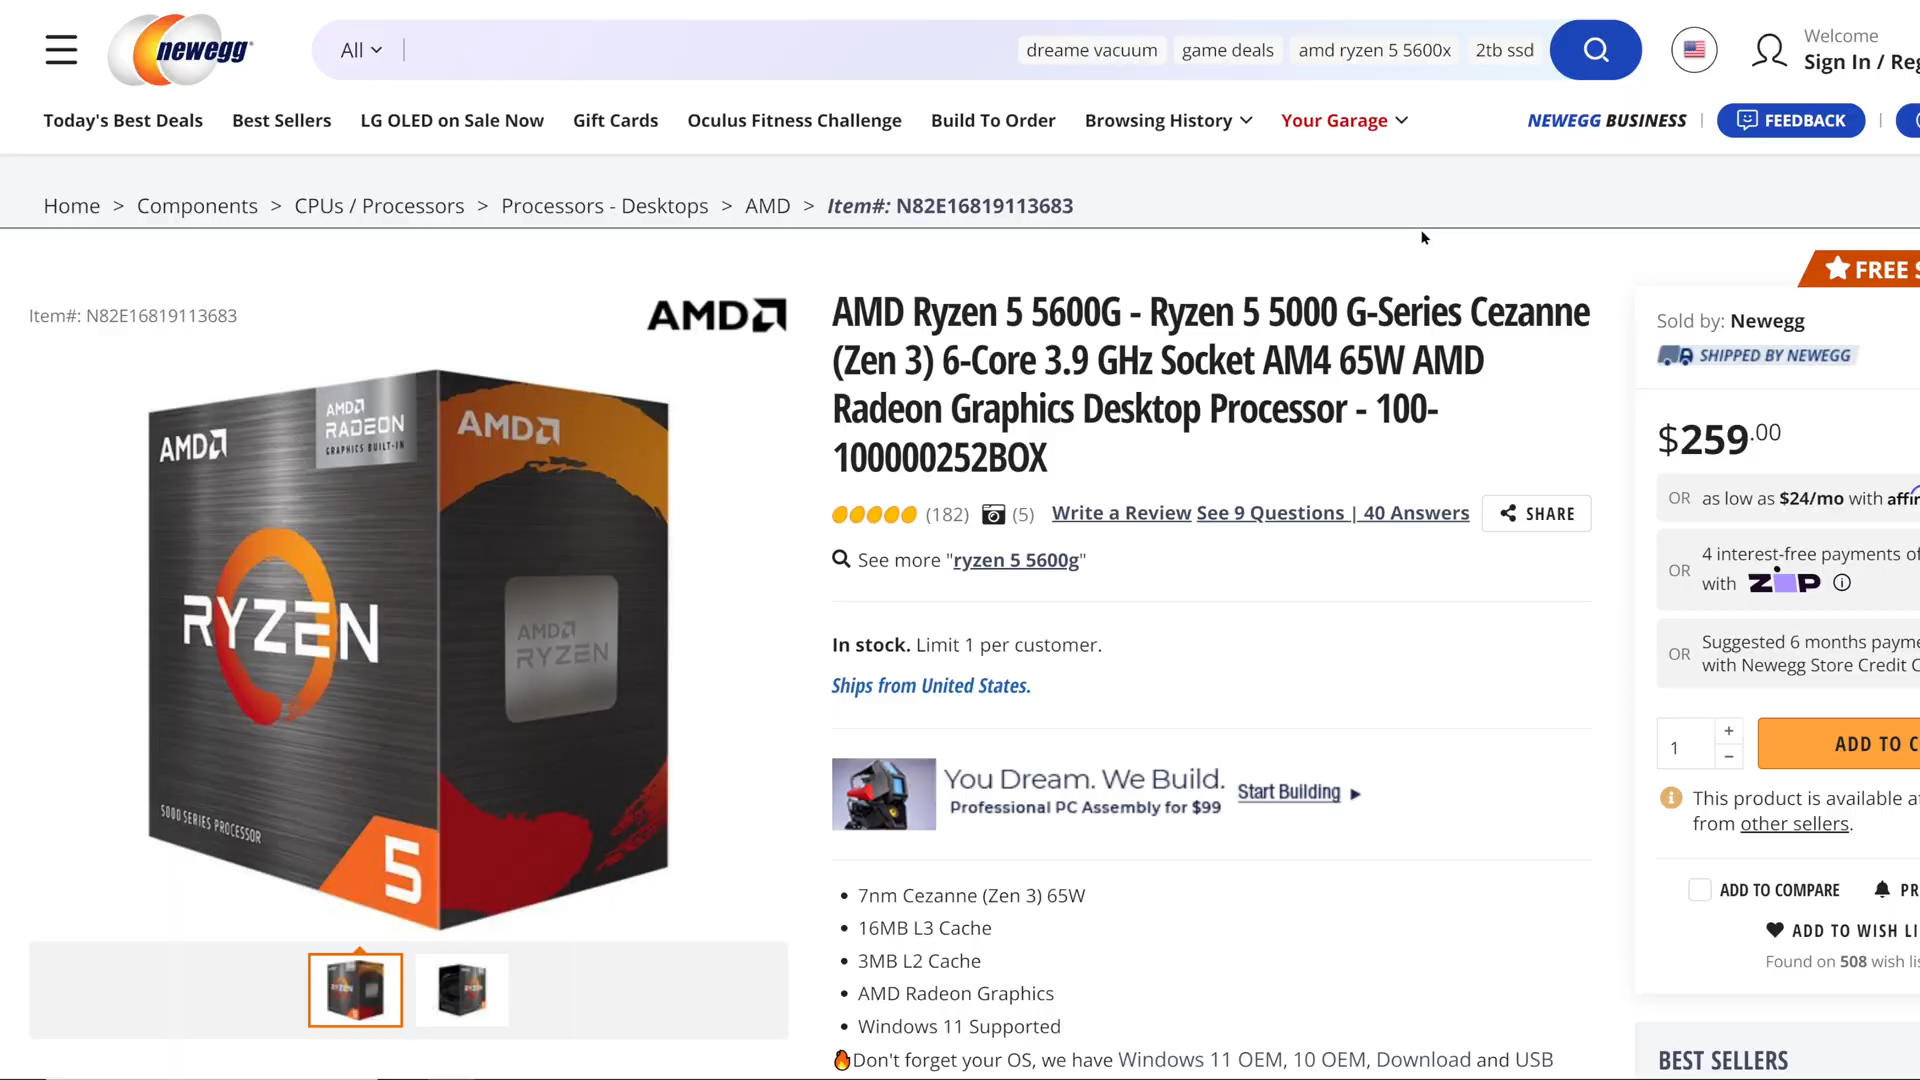 newegg
All
dreame vacuum
game deals
amd ryzen 5 5600x
2tb ssd
Welcome
Sign In / Reg
Today's Best Deals
Best Sellers
LG OLED on Sale Now
Gift Cards
Oculus Fitness Challenge
Build To Order
Browsing History
Your Garage
NEWEGG BUSINESS
FEEDBACK
Home > Components > CPUs / Processors > Processors - Desktops > AMD > Item#: N82E16819113683
Item#: N82E16819113683
AMD
AMD
AMD
RADEON
GRAPHICS BUILT-IN
AMD
RYZEN
AMD
RYZEN
5000 SERIES PROCESSOR
5
AMD Ryzen 5 5600G - Ryzen 5 5000 G-Series Cezanne
(Zen 3) 6-Core 3.9 GHz Socket AM4 65W AMD
Radeon Graphics Desktop Processor - 100-
100000252BOX
(182)
(5)
Write a Review
See 9 Questions | 40 Answers
SHARE
See more "ryzen 5 5600g"
In stock. Limit 1 per customer.
Ships from United States.
You Dream. We Build.
Professional PC Assembly for $99
Start Building
• 7nm Cezanne (Zen 3) 65W
• 16MB L3 Cache
• 3MB L2 Cache
• AMD Radeon Graphics
• Windows 11 Supported
Don't forget your OS, we have Windows 11 OEM, 10 OEM, Download and USB
FREE S
Sold by: Newegg
SHIPPED BY NEWEGG
$259.00
OR as low as $24/mo with affir
OR
4 interest-free payments of
with ZIP
OR
Suggested 6 months payme
with Newegg Store Credit C
1
+
−
ADD TO C
This product is available a
from other sellers.
ADD TO COMPARE
PR
ADD TO WISH LI
Found on 508 wish lis
BEST SELLERS